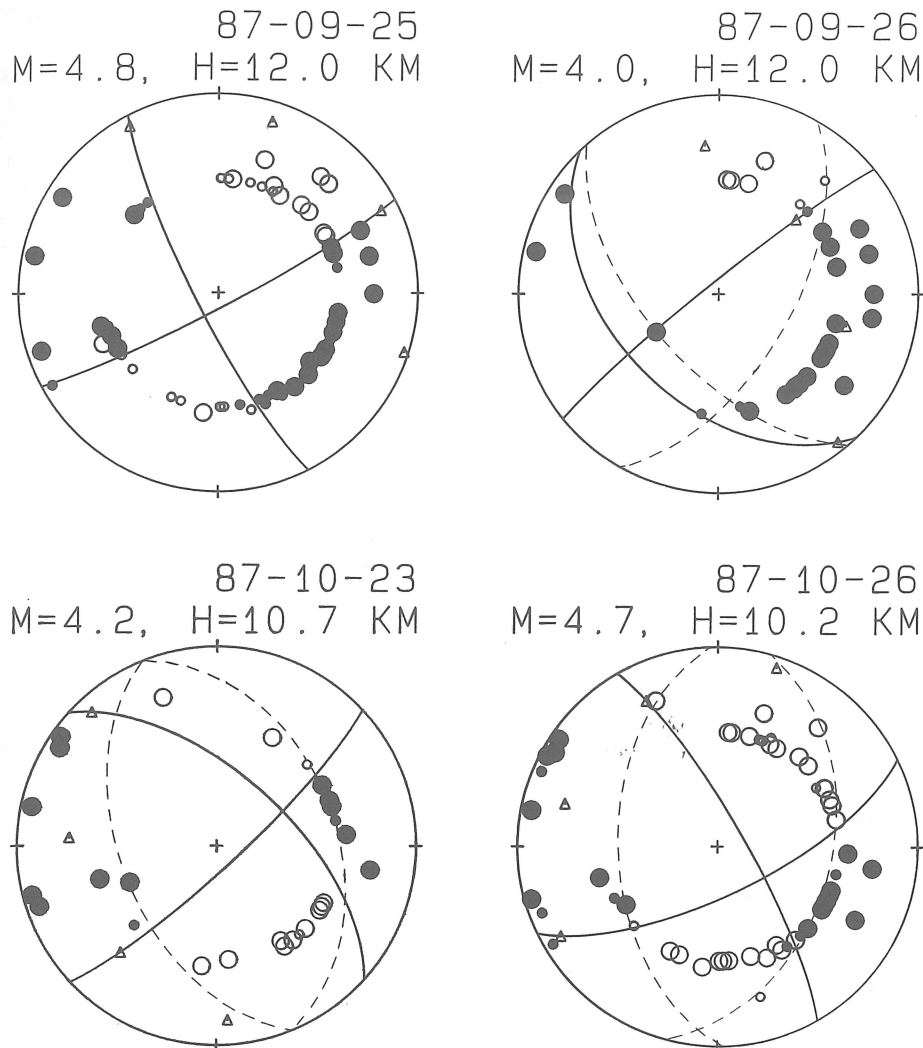 87-09-25
M=4.8, H=12.0 KM
87-09-26
M=4.0, H=12.0 KM
87-10-23
M=4.2, H=10.7 KM
87-10-26
M=4.7, H=10.2 KM